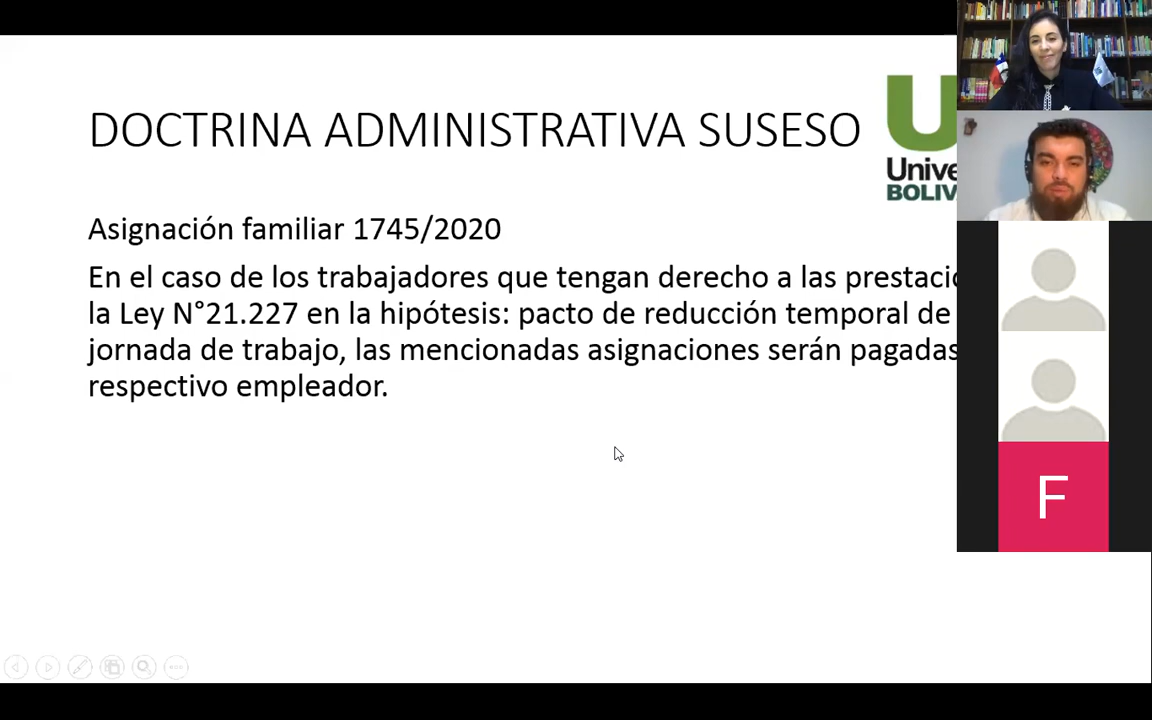 DOCTRINA ADMINISTRATIVA SUSESO
Unive
BOLIV
Asignación familiar 1745/2020
En el caso de los trabajadores que tengan derecho a las prestacio
la Ley N°21.227 en la hipótesis: pacto de reducción temporal de
jornada de trabajo, las mencionadas asignaciones serán pagadas
respectivo empleador.
F